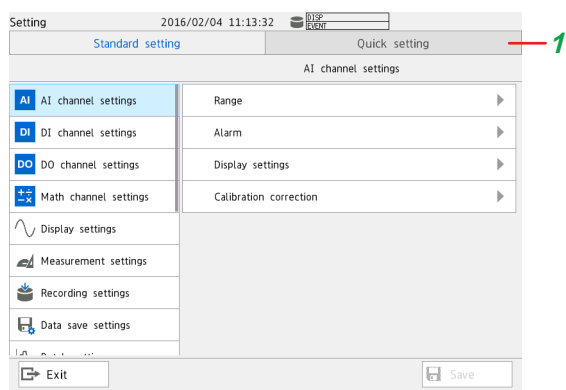 Setting 2016/02/04 11:13:32 DISP
EVENT
Standard setting Quick setting 1
AI channel settings
AI AI channel settings Range
DI DI channel settings Alarm
DO DO channel settings Display settings
Math channel settings Calibration correction
Display settings
Measurement settings
Recording settings
Data save settings
Exit Save